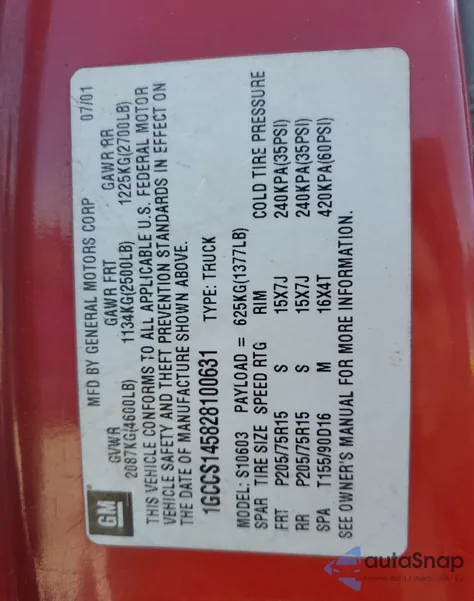 GM
MFD BY GENERAL MOTORS CORP 07/01
GVWR GAWR FRT GAWR RR
2087KG(4600LB) 1134KG(2500LB) 1225KG(2700LB)
THIS VEHICLE CONFORMS TO ALL APPLICABLE U.S. FEDERAL MOTOR
VEHICLE SAFETY AND THEFT PREVENTION STANDARDS IN EFFECT ON
THE DATE OF MANUFACTURE SHOWN ABOVE.
1GCCS145828100631 TYPE: TRUCK
MODEL: S10603 PAYLOAD = 625KG(1377LB)
SPAR TIRE SIZE SPEED RTG RIM COLD TIRE PRESSURE
FRT P205/75R15 S 15X7J 240KPA(35PSI)
RR P205/75R15 S 15X7J 240KPA(35PSI)
SPA T155/90D16 M 16X4T 420KPA(60PSI)
SEE OWNER'S MANUAL FOR MORE INFORMATION.
autaSnap